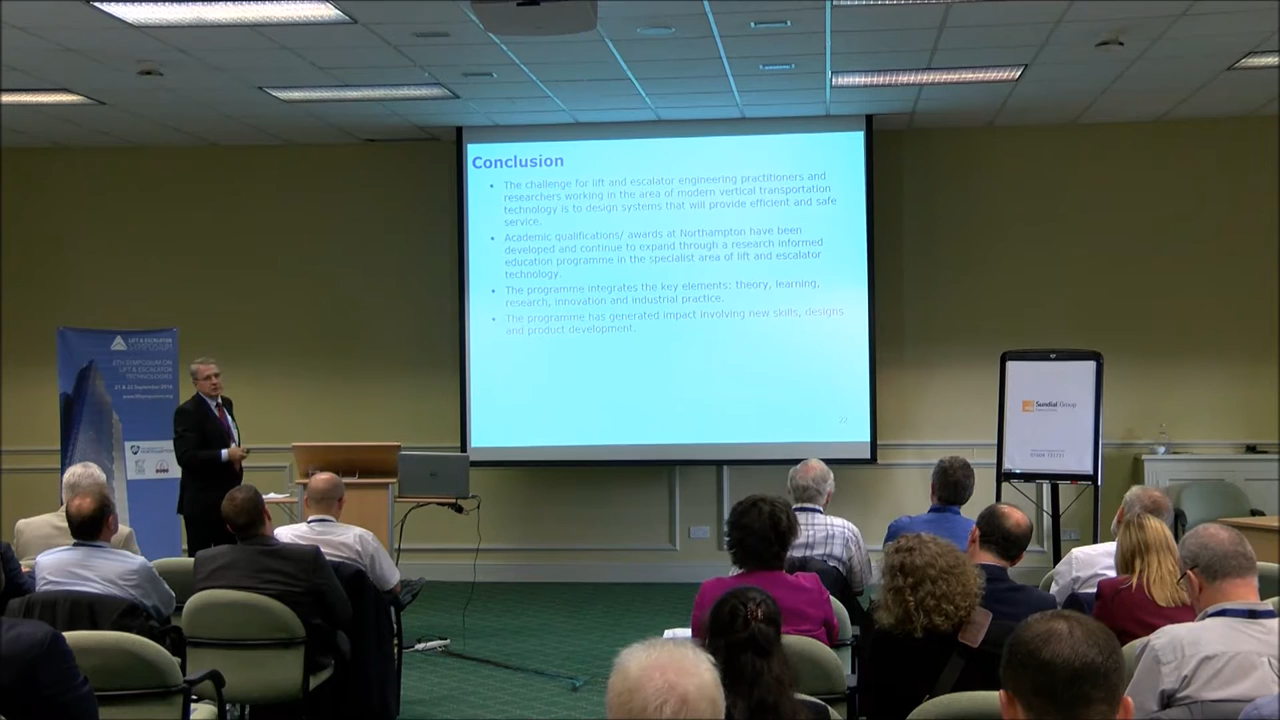 Conclusion
• The challenge for lift and escalator engineering practitioners and
researchers working in the area of modern vertical transportation
technology is to design systems that will provide efficient and safe
service.
• Academic qualifications/ awards at Northampton have been
developed and continue to expand through a research informed
education programme in the specialist area of lift and escalator
technology.
• The programme integrates the key elements: theory, learning,
research, innovation and industrial practice.
• The programme has generated impact involving new skills, designs
and product development.
22
LIFT & ESCALATOR
SYMPOSIUM
SYMPOSIUM ON
LIFT & ESCALATOR
TECHNOLOGIES
September
NORTHAMPTON
Sundial Group